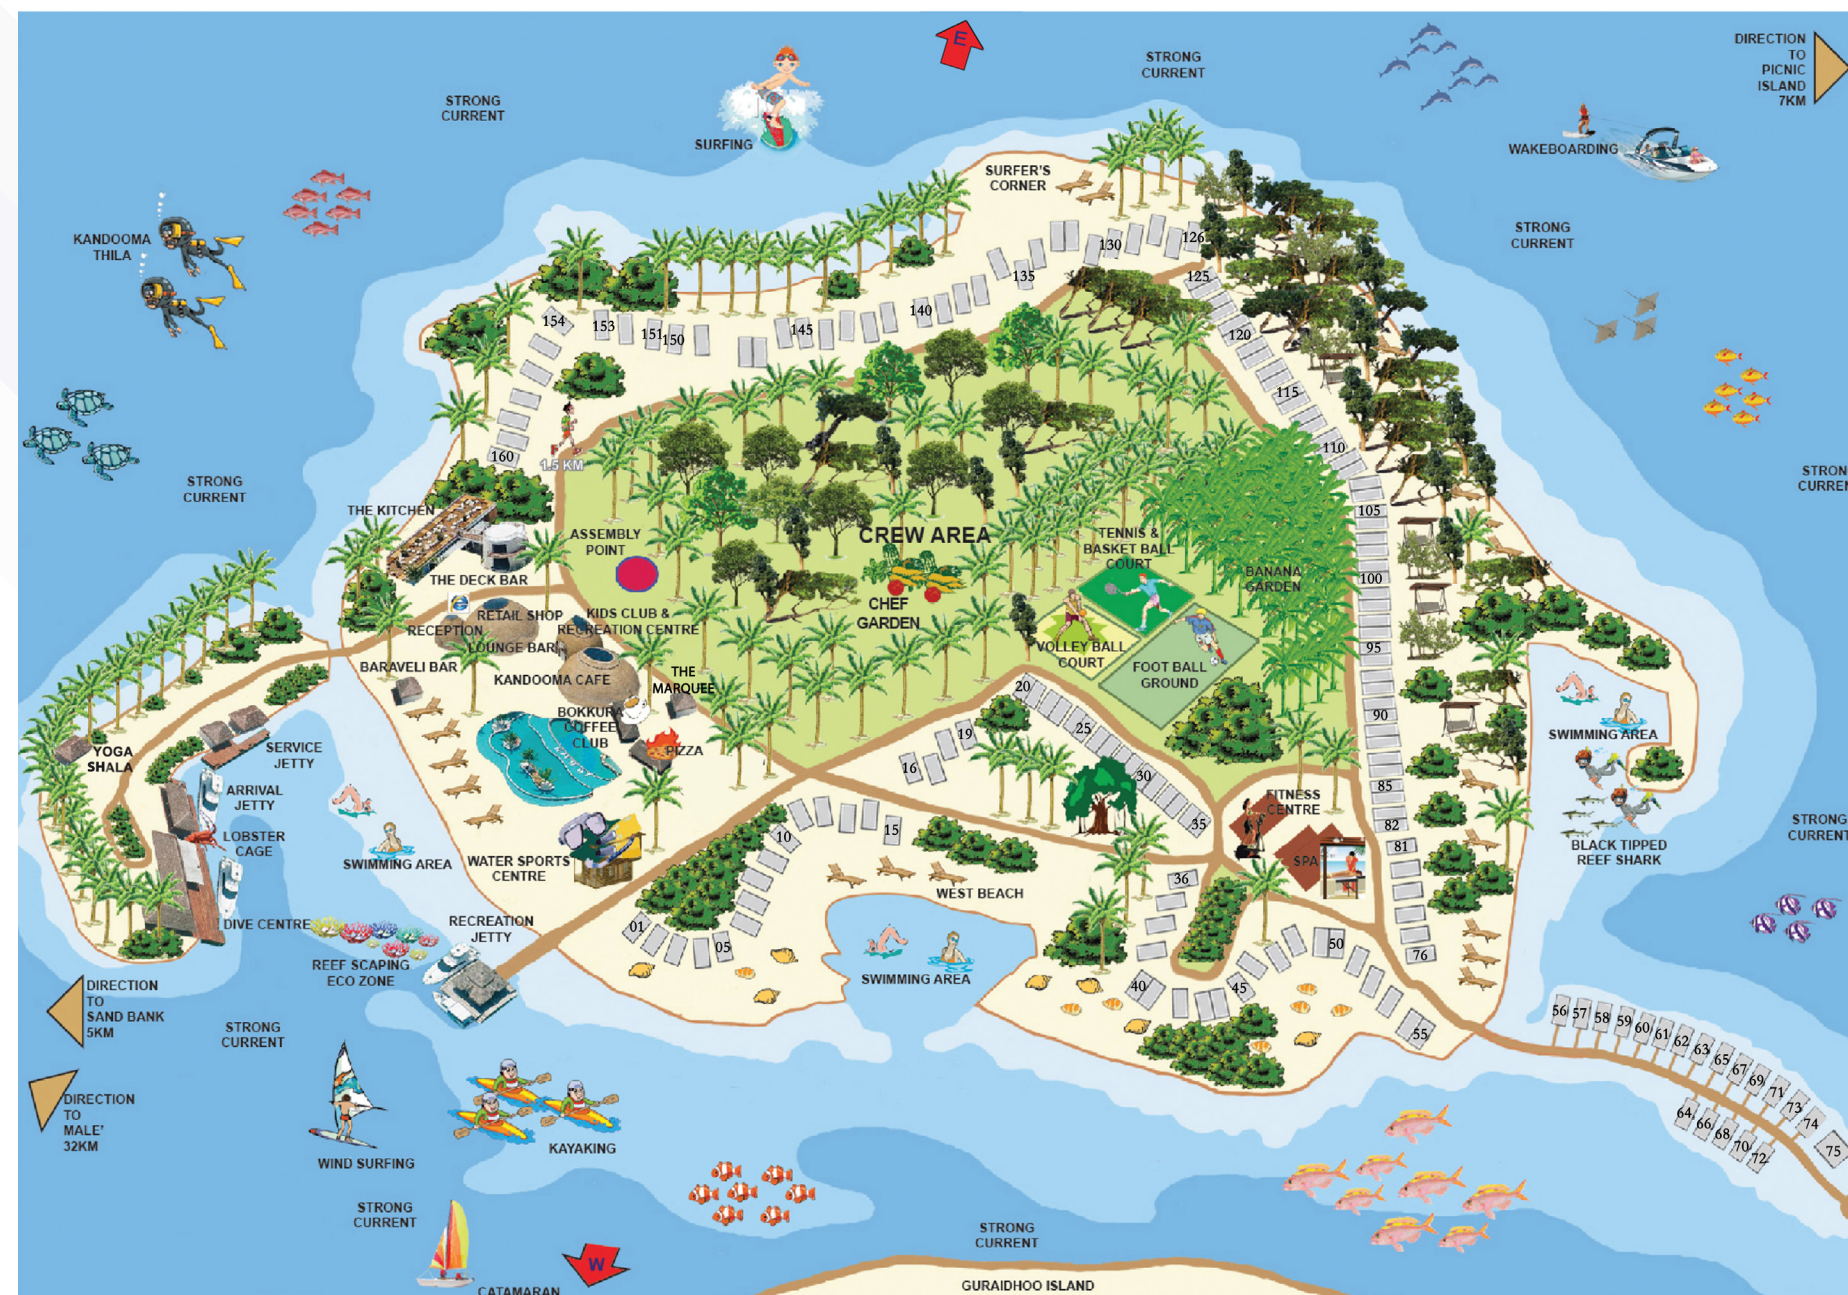 E
STRONG
CURRENT
DIRECTION
TO
PICNIC
ISLAND
7KM
STRONG
CURRENT
SURFING
WAKEBOARDING
SURFER'S
CORNER
KANDOOMA
THILA
STRONG
CURRENT
126
130
135
125
140
145
154
153
151
150
120
115
110
160
1.5 KM
STRONG
CURRENT
STRONG
CURRENT
THE KITCHEN
105
ASSEMBLY
POINT
CREW AREA
TENNIS &
BASKET BALL
COURT
BANANA
GARDEN
100
THE DECK BAR
CHEF
GARDEN
RETAIL SHOP
KIDS CLUB &
RECREATION CENTRE
RECEPTION
LOUNGE BAR
95
VOLLEY BALL
COURT
FOOT BALL
GROUND
BARAVELI BAR
KANDOOMA CAFE
THE
MARQUEE
20
90
BOKKURA
COFFEE
CLUB
PIZZA
19
25
SWIMMING AREA
YOGA
SHALA
SERVICE
JETTY
16
30
85
ARRIVAL
JETTY
FITNESS
CENTRE
82
35
10
15
LOBSTER
CAGE
SWIMMING AREA
WATER SPORTS
CENTRE
SPA
81
BLACK TIPPED
REEF SHARK
STRONG
CURRENT
36
WEST BEACH
DIVE CENTRE
RECREATION
JETTY
01
05
50
76
REEF SCAPING
ECO ZONE
SWIMMING AREA
40
45
DIRECTION
TO
SAND BANK
5KM
STRONG
CURRENT
55
56
57
58
59
60
61
62
63
65
67
69
71
73
74
75
64
66
68
70
72
DIRECTION
TO
MALE'
32KM
WIND SURFING
KAYAKING
STRONG
CURRENT
STRONG
CURRENT
W
CATAMARAN
GURAIDHOO ISLAND